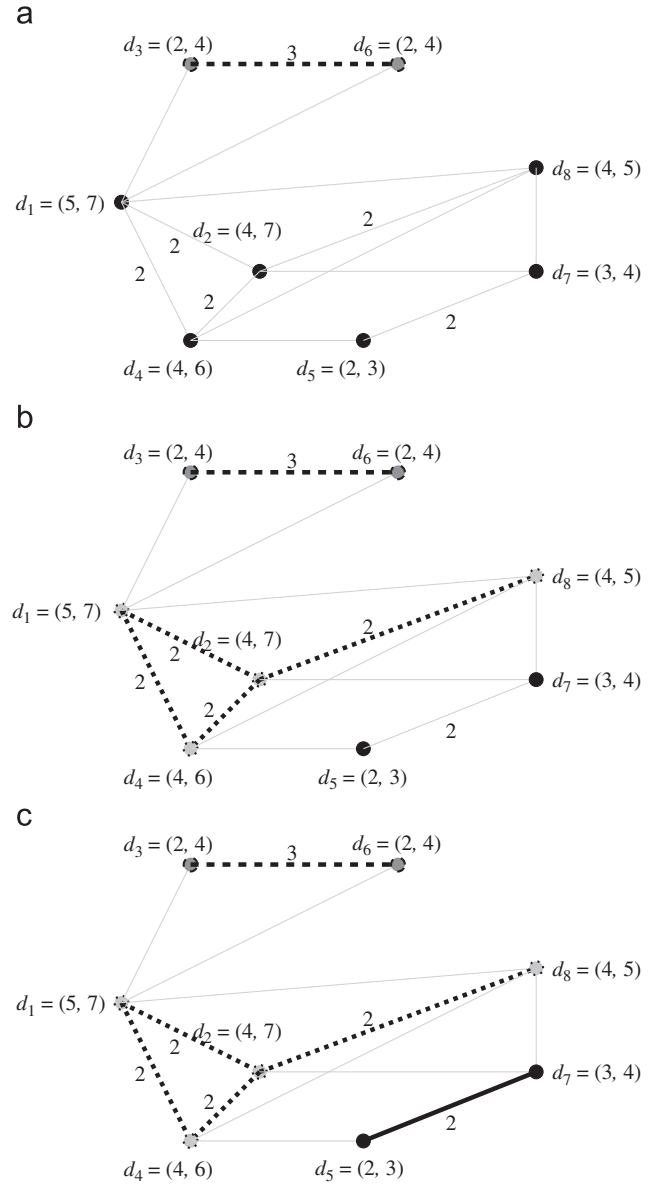 a
d3 = (2, 4) 3 d6 = (2, 4)
d8 = (4, 5)
d1 = (5, 7)
d2 = (4, 7)
2
2
2
d7 = (3, 4)
2
2
d4 = (4, 6) d5 = (2, 3)
b
d3 = (2, 4) 3 d6 = (2, 4)
d8 = (4, 5)
d1 = (5, 7)
d2 = (4, 7)
2
2
2
d7 = (3, 4)
2
2
d4 = (4, 6) d5 = (2, 3)
c
d3 = (2, 4) 3 d6 = (2, 4)
d8 = (4, 5)
d1 = (5, 7)
d2 = (4, 7)
2
2
2
d7 = (3, 4)
2
2
d4 = (4, 6) d5 = (2, 3)